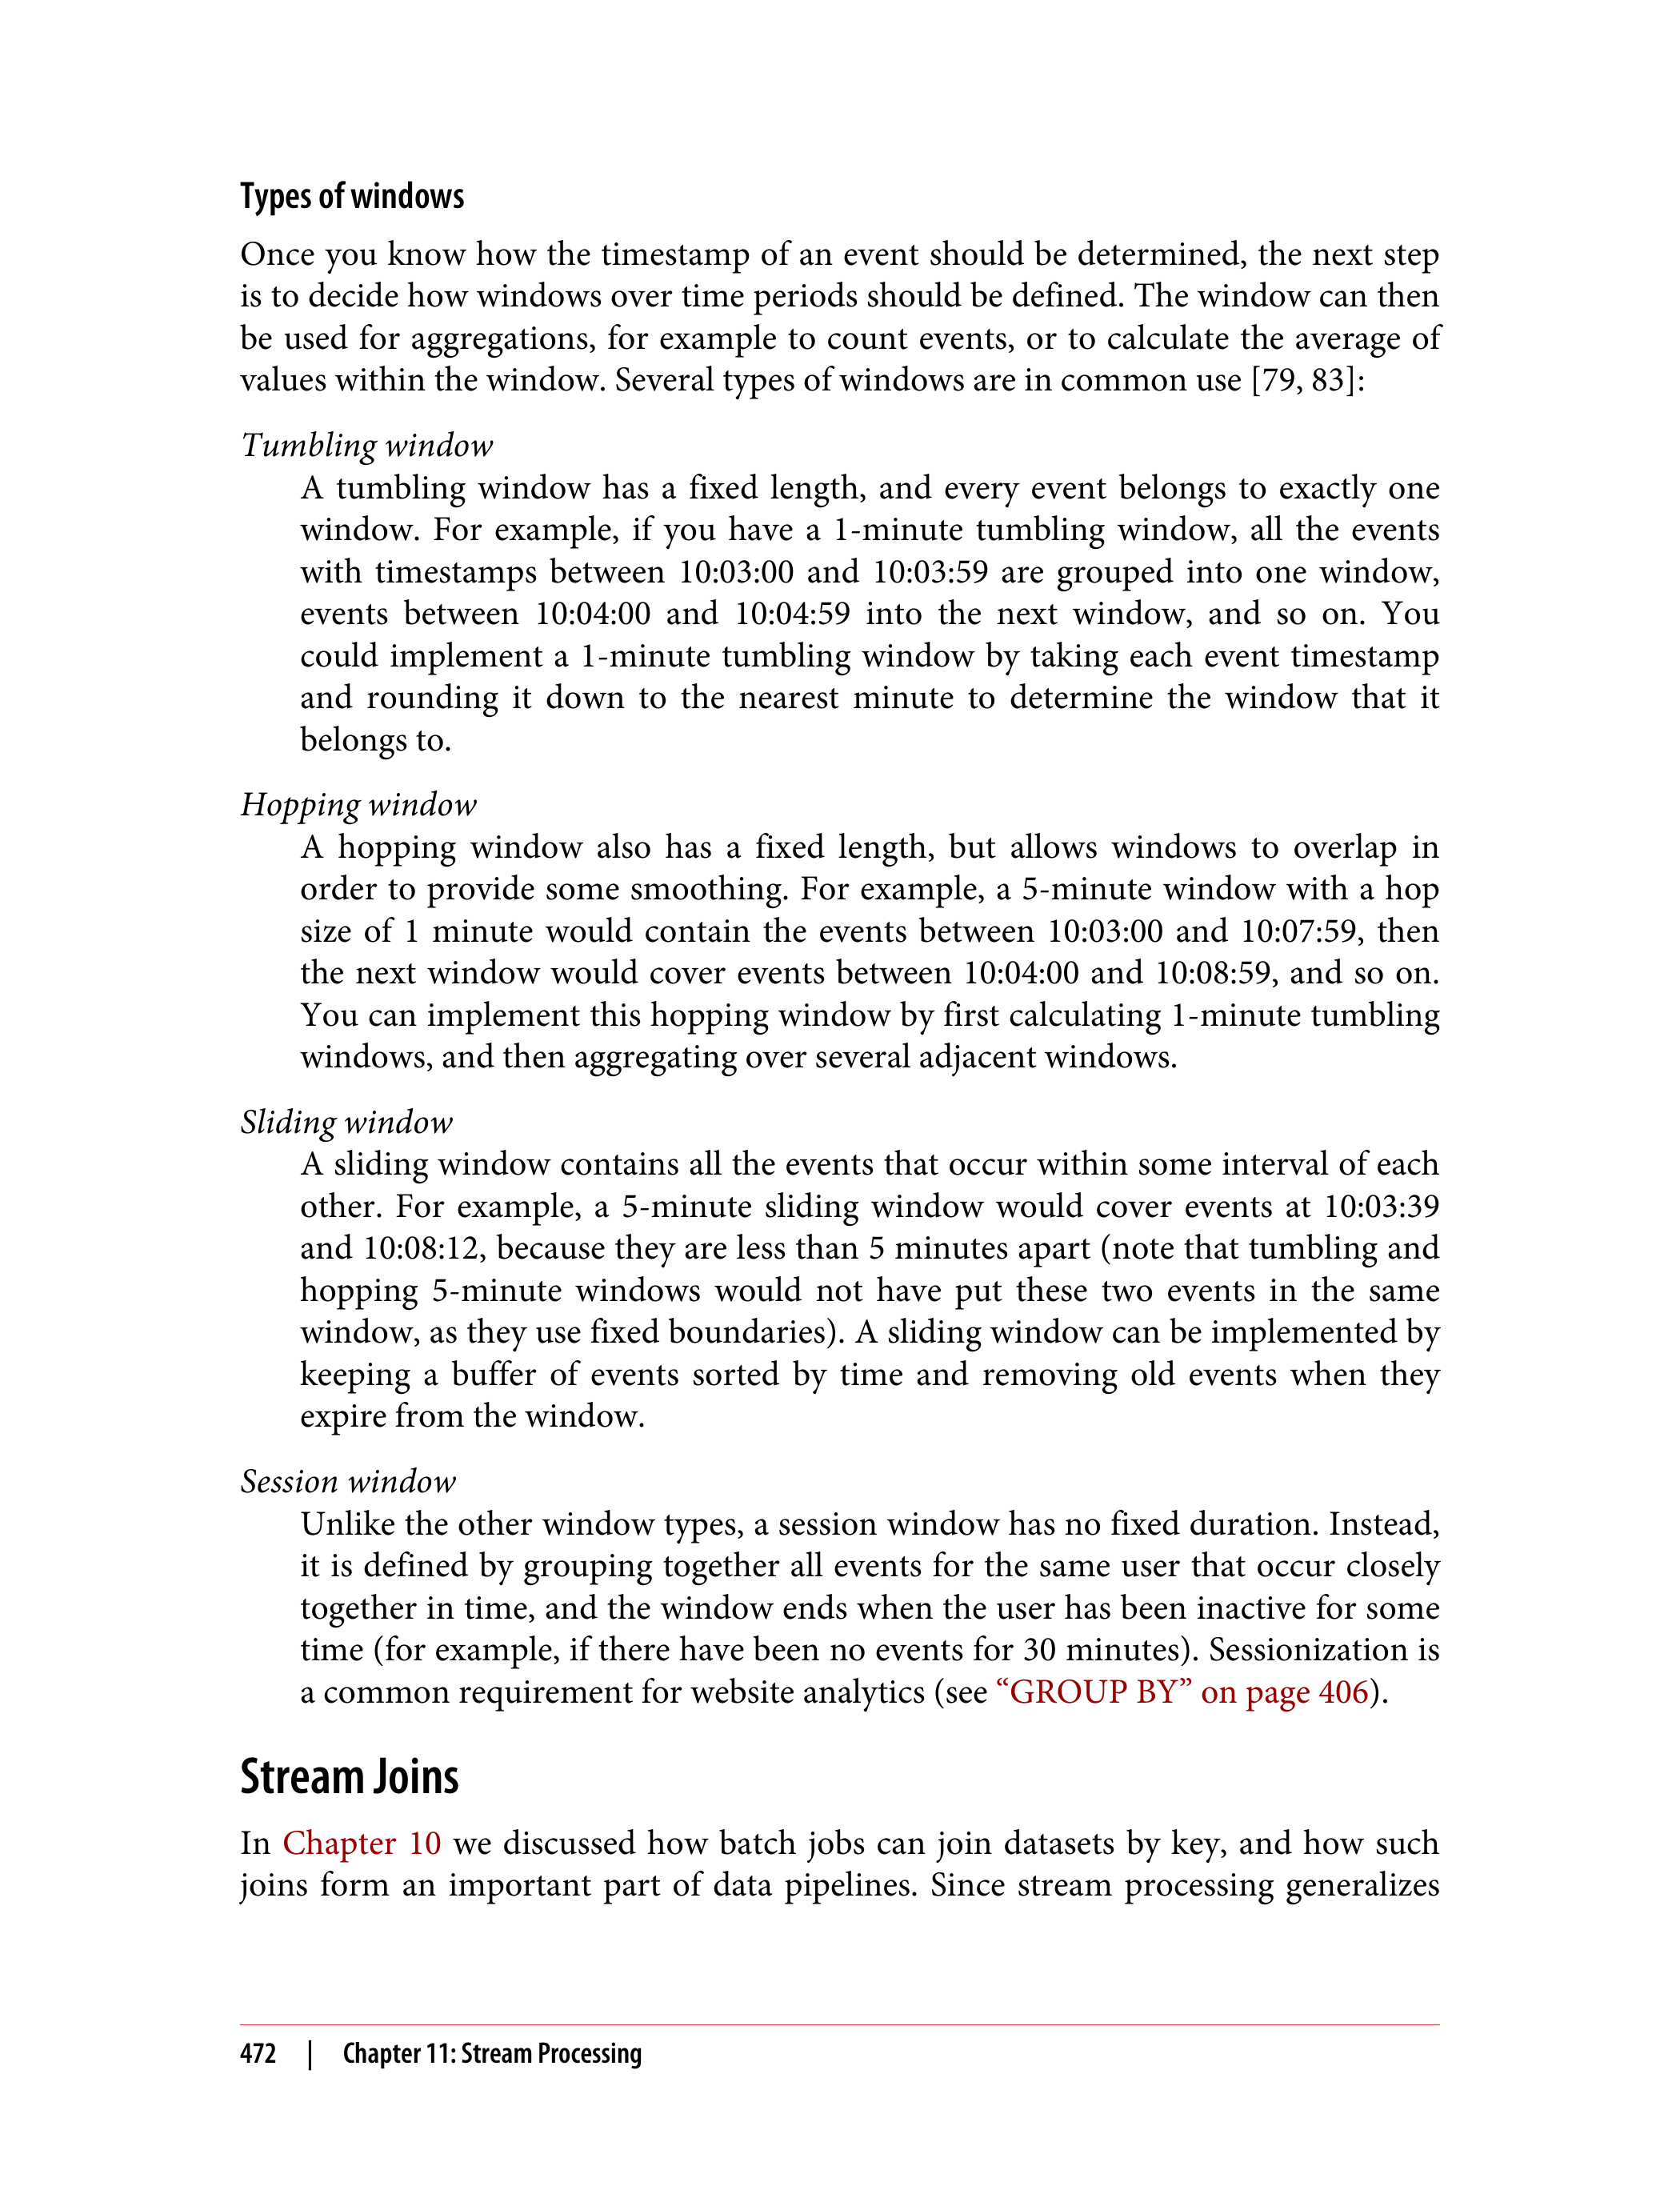 Types of windows
Once you know how the timestamp of an event should be determined, the next step
is to decide how windows over time periods should be defined. The window can then
be used for aggregations, for example to count events, or to calculate the average of
values within the window. Several types of windows are in common use [79, 83]:
Tumbling window
A tumbling window has a fixed length, and every event belongs to exactly one
window. For example, if you have a 1-minute tumbling window, all the events
with timestamps between 10:03:00 and 10:03:59 are grouped into one window,
events between 10:04:00 and 10:04:59 into the next window, and so on. You
could implement a 1-minute tumbling window by taking each event timestamp
and rounding it down to the nearest minute to determine the window that it
belongs to.
Hopping window
A hopping window also has a fixed length, but allows windows to overlap in
order to provide some smoothing. For example, a 5-minute window with a hop
size of 1 minute would contain the events between 10:03:00 and 10:07:59, then
the next window would cover events between 10:04:00 and 10:08:59, and so on.
You can implement this hopping window by first calculating 1-minute tumbling
windows, and then aggregating over several adjacent windows.
Sliding window
A sliding window contains all the events that occur within some interval of each
other. For example, a 5-minute sliding window would cover events at 10:03:39
and 10:08:12, because they are less than 5 minutes apart (note that tumbling and
hopping 5-minute windows would not have put these two events in the same
window, as they use fixed boundaries). A sliding window can be implemented by
keeping a buffer of events sorted by time and removing old events when they
expire from the window.
Session window
Unlike the other window types, a session window has no fixed duration. Instead,
it is defined by grouping together all events for the same user that occur closely
together in time, and the window ends when the user has been inactive for some
time (for example, if there have been no events for 30 minutes). Sessionization is
a common requirement for website analytics (see “GROUP BY” on page 406).
Stream Joins
In Chapter 10 we discussed how batch jobs can join datasets by key, and how such
joins form an important part of data pipelines. Since stream processing generalizes
472 | Chapter 11: Stream Processing